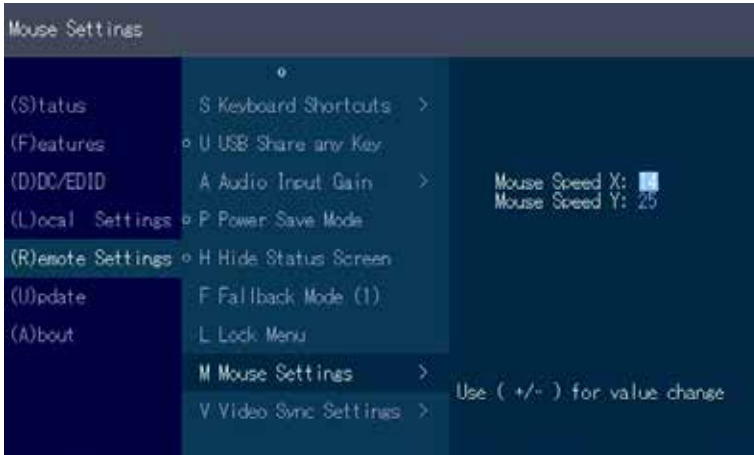 Mouse Settings
(S)tatus
(F)eatures
(D)DC/EDID
(L)ocal Settings
(R)emote Settings
(U)pdate
(A)bout
S Keyboard Shortcuts >
U USB Share any Key
A Audio Input Gain >
P Power Save Mode
H Hide Status Screen
F Fallback Mode (1)
L Lock Menu
M Mouse Settings >
V Video Sync Settings >
Mouse Speed X: 14
Mouse Speed Y: 25
Use ( +/- ) for value change